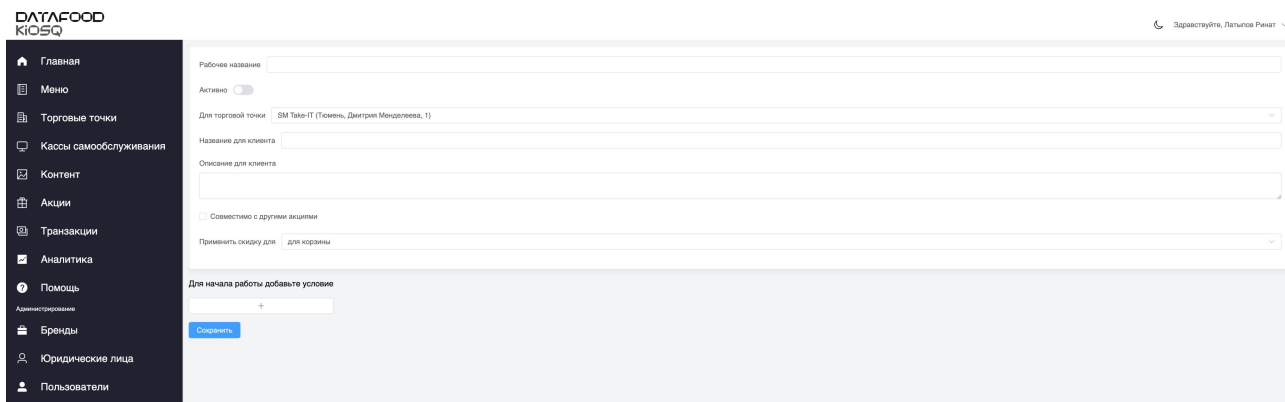 DATAFOOD
KiOSQ
Здравствуйте, Латыпов Ринат
Главная
Меню
Торговые точки
Кассы самообслуживания
Контент
Акции
Транзакции
Аналитика
Помощь
Администрирование
Бренды
Юридические лица
Пользователи
Рабочее название
Активно
Для торговой точки SM Take-IT (Тюмень, Дмитрия Менделеева, 1)
Название для клиента
Описание для клиента
Совместимо с другими акциями
Применить скидку для для корзины
Для начала работы добавьте условие
+
Сохранить